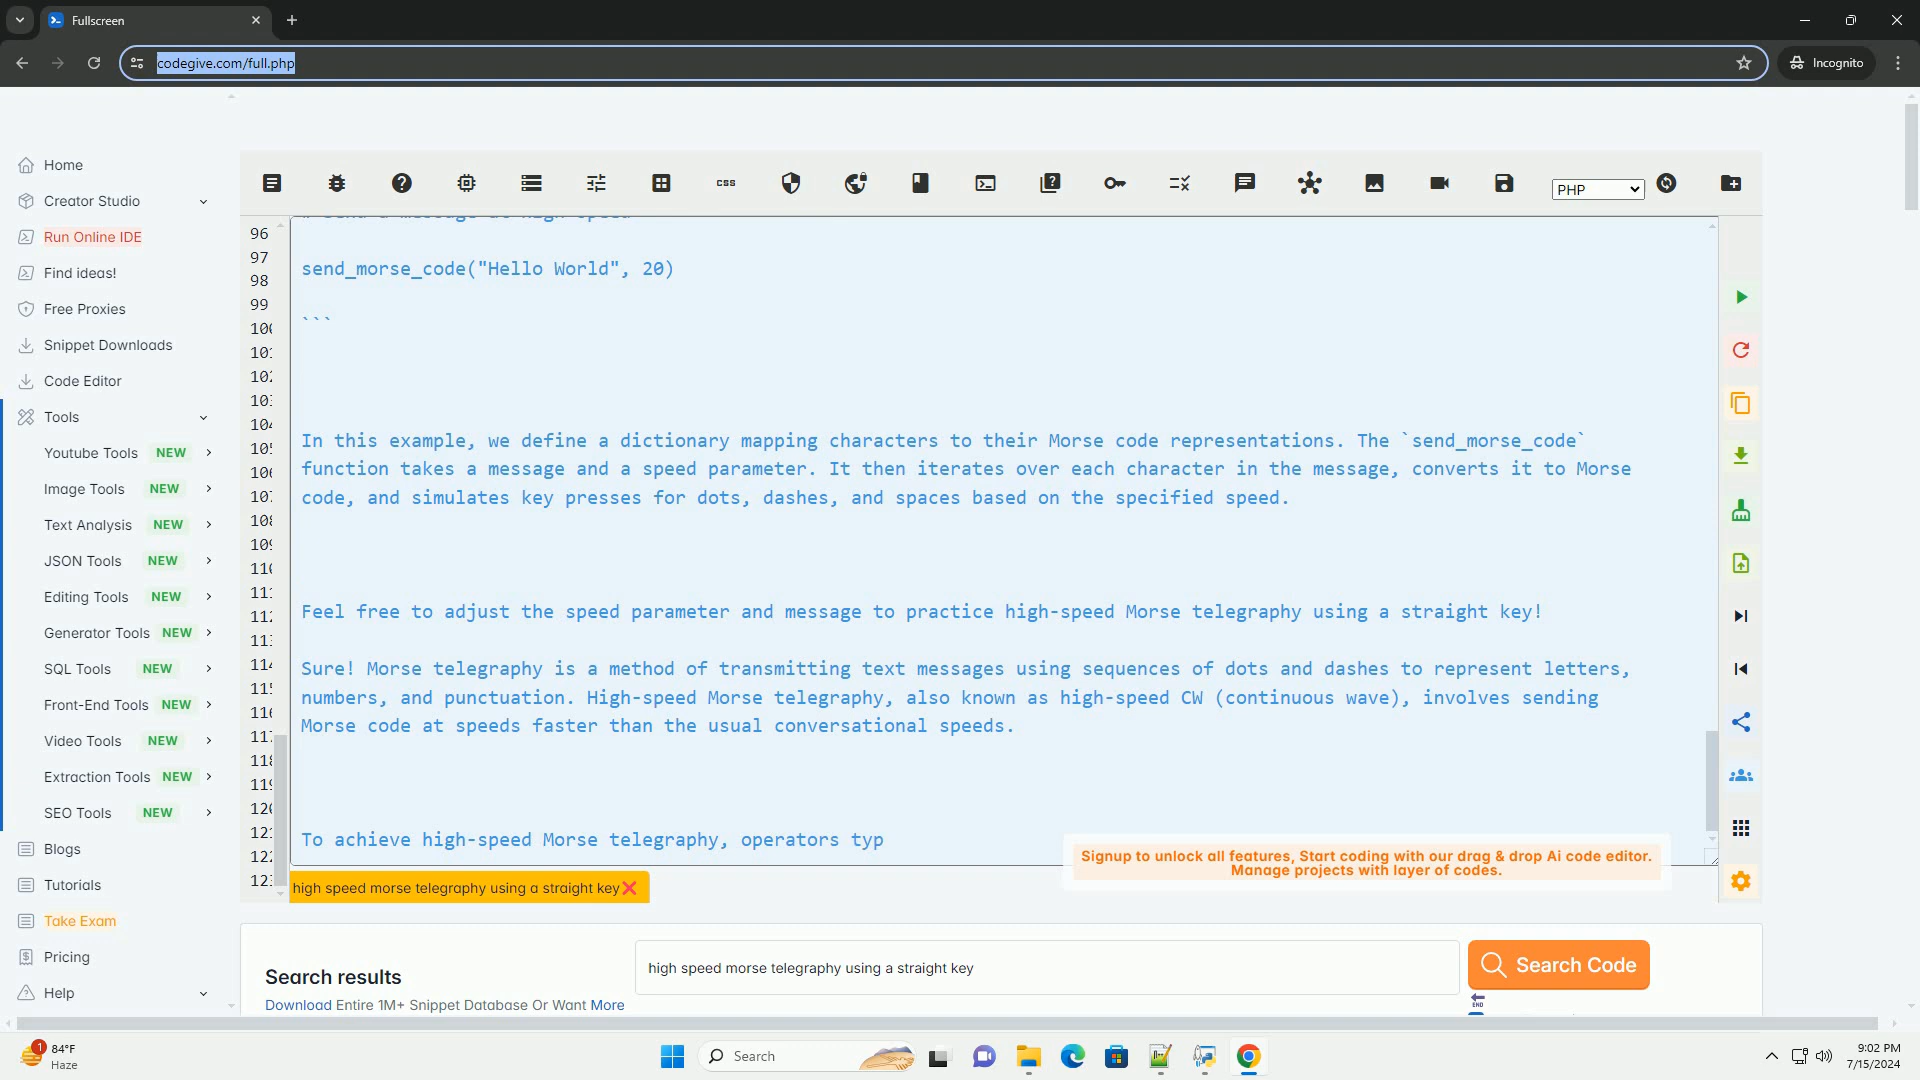 Fullscreen
codegive.com/full.php
Incognito
Home
Creator Studio
Run Online IDE
Find ideas!
Free Proxies
Snippet Downloads
Code Editor
Tools
Youtube Tools NEW
Image Tools NEW
Text Analysis NEW
JSON Tools NEW
Editing Tools NEW
Generator Tools NEW
SQL Tools NEW
Front-End Tools NEW
Video Tools NEW
Extraction Tools NEW
SEO Tools NEW
Blogs
Tutorials
Take Exam
Pricing
Help
css
PHP
96
97
98
99
# Send a message at high speed
send_morse_code("Hello World", 20)
```
In this example, we define a dictionary mapping characters to their Morse code representations. The `send_morse_code`
function takes a message and a speed parameter. It then iterates over each character in the message, converts it to Morse
code, and simulates key presses for dots, dashes, and spaces based on the specified speed.
Feel free to adjust the speed parameter and message to practice high-speed Morse telegraphy using a straight key!
Sure! Morse telegraphy is a method of transmitting text messages using sequences of dots and dashes to represent letters,
numbers, and punctuation. High-speed Morse telegraphy, also known as high-speed CW (continuous wave), involves sending
Morse code at speeds faster than the usual conversational speeds.
To achieve high-speed Morse telegraphy, operators typ
Signup to unlock all features, Start coding with our drag & drop Ai code editor.
Manage projects with layer of codes.
high speed morse telegraphy using a straight key
Search results
Download Entire 1M+ Snippet Database Or Want More
high speed morse telegraphy using a straight key
Search Code
END
1
84°F
Haze
Search
9:02 PM
7/15/2024